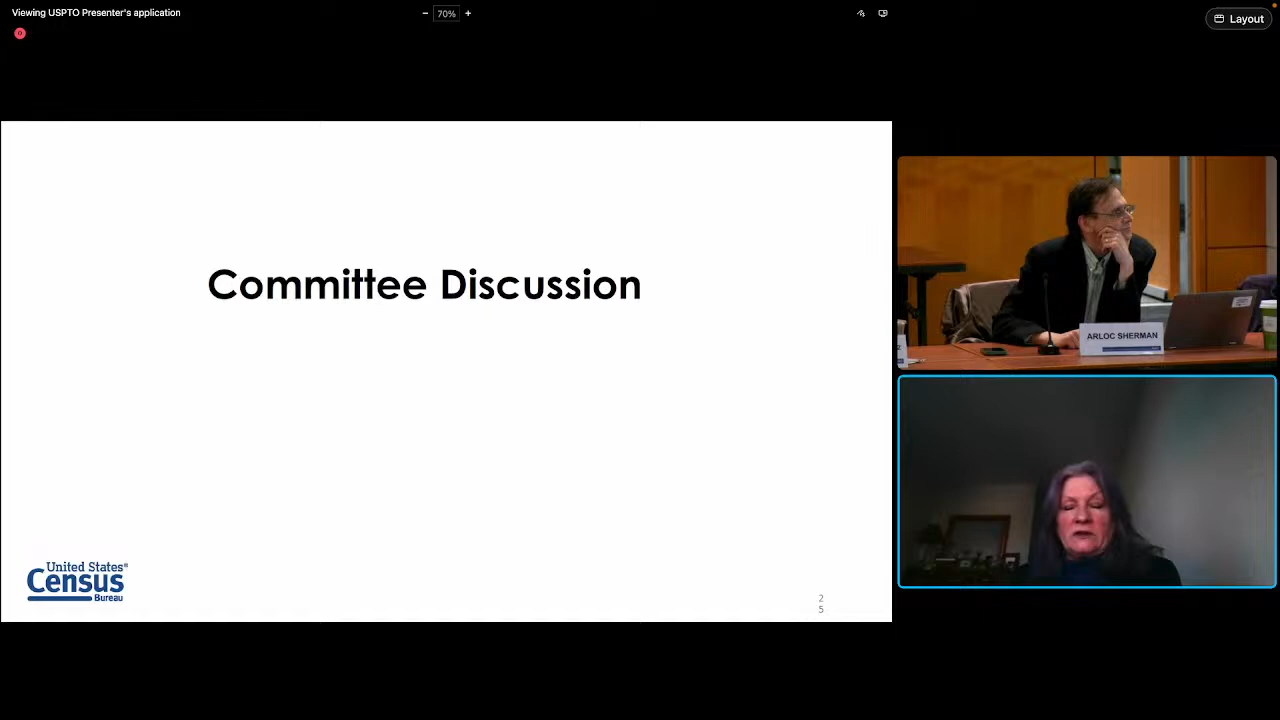 Viewing USPTO Presenter's application
70%
Layout
Committee Discussion
ARLOC SHERMAN
United States®
Census
Bureau
2
5